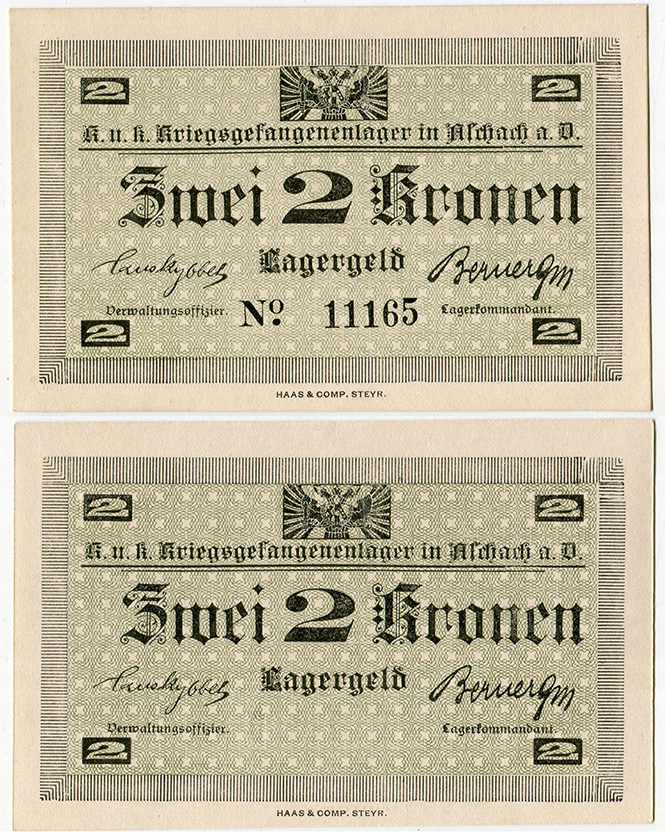 2 2
K. u. k. Kriegsgefangenenlager in Aschach a. D.
Zwei 2 Kronen
Lagergeld
Verwaltungsoffizier. Nº 11165 Lagerkommandant.
2 2
HAAS & COMP. STEYR.
2 2
K. u. k. Kriegsgefangenenlager in Aschach a. D.
Zwei 2 Kronen
Lagergeld
Verwaltungsoffizier. Lagerkommandant.
2 2
HAAS & COMP. STEYR.